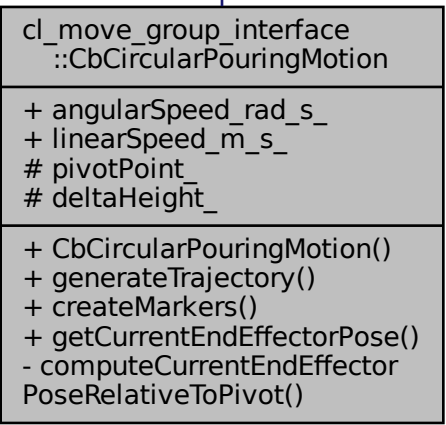 cl_move_group_interface
::CbCircularPouringMotion
+ angularSpeed_rad_s_
+ linearSpeed_m_s_
# pivotPoint_
# deltaHeight_
+ CbCircularPouringMotion()
+ generateTrajectory()
+ createMarkers()
+ getCurrentEndEffectorPose()
- computeCurrentEndEffector
PoseRelativeToPivot()